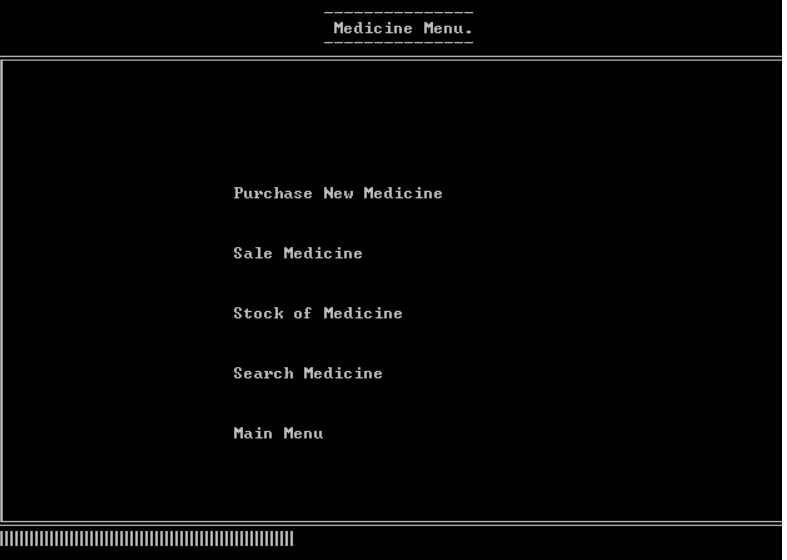 Medicine Menu.
Purchase New Medicine
Sale Medicine
Stock of Medicine
Search Medicine
Main Menu